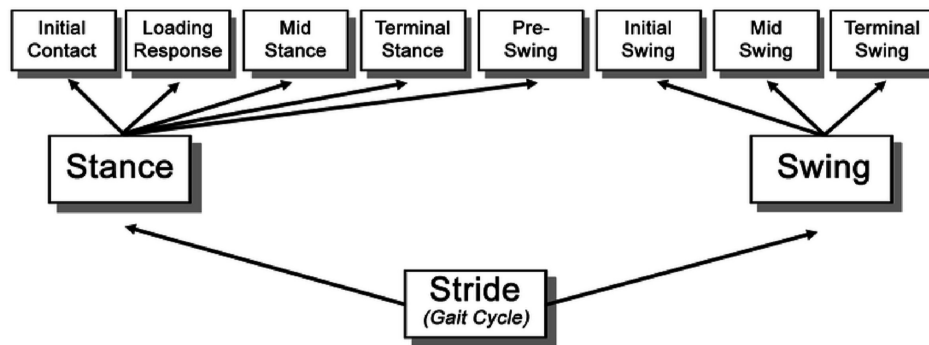 Initial
Contact
Loading
Response
Mid
Stance
Terminal
Stance
Pre-
Swing
Initial
Swing
Mid
Swing
Terminal
Swing
Stance
Swing
Stride
(Gait Cycle)